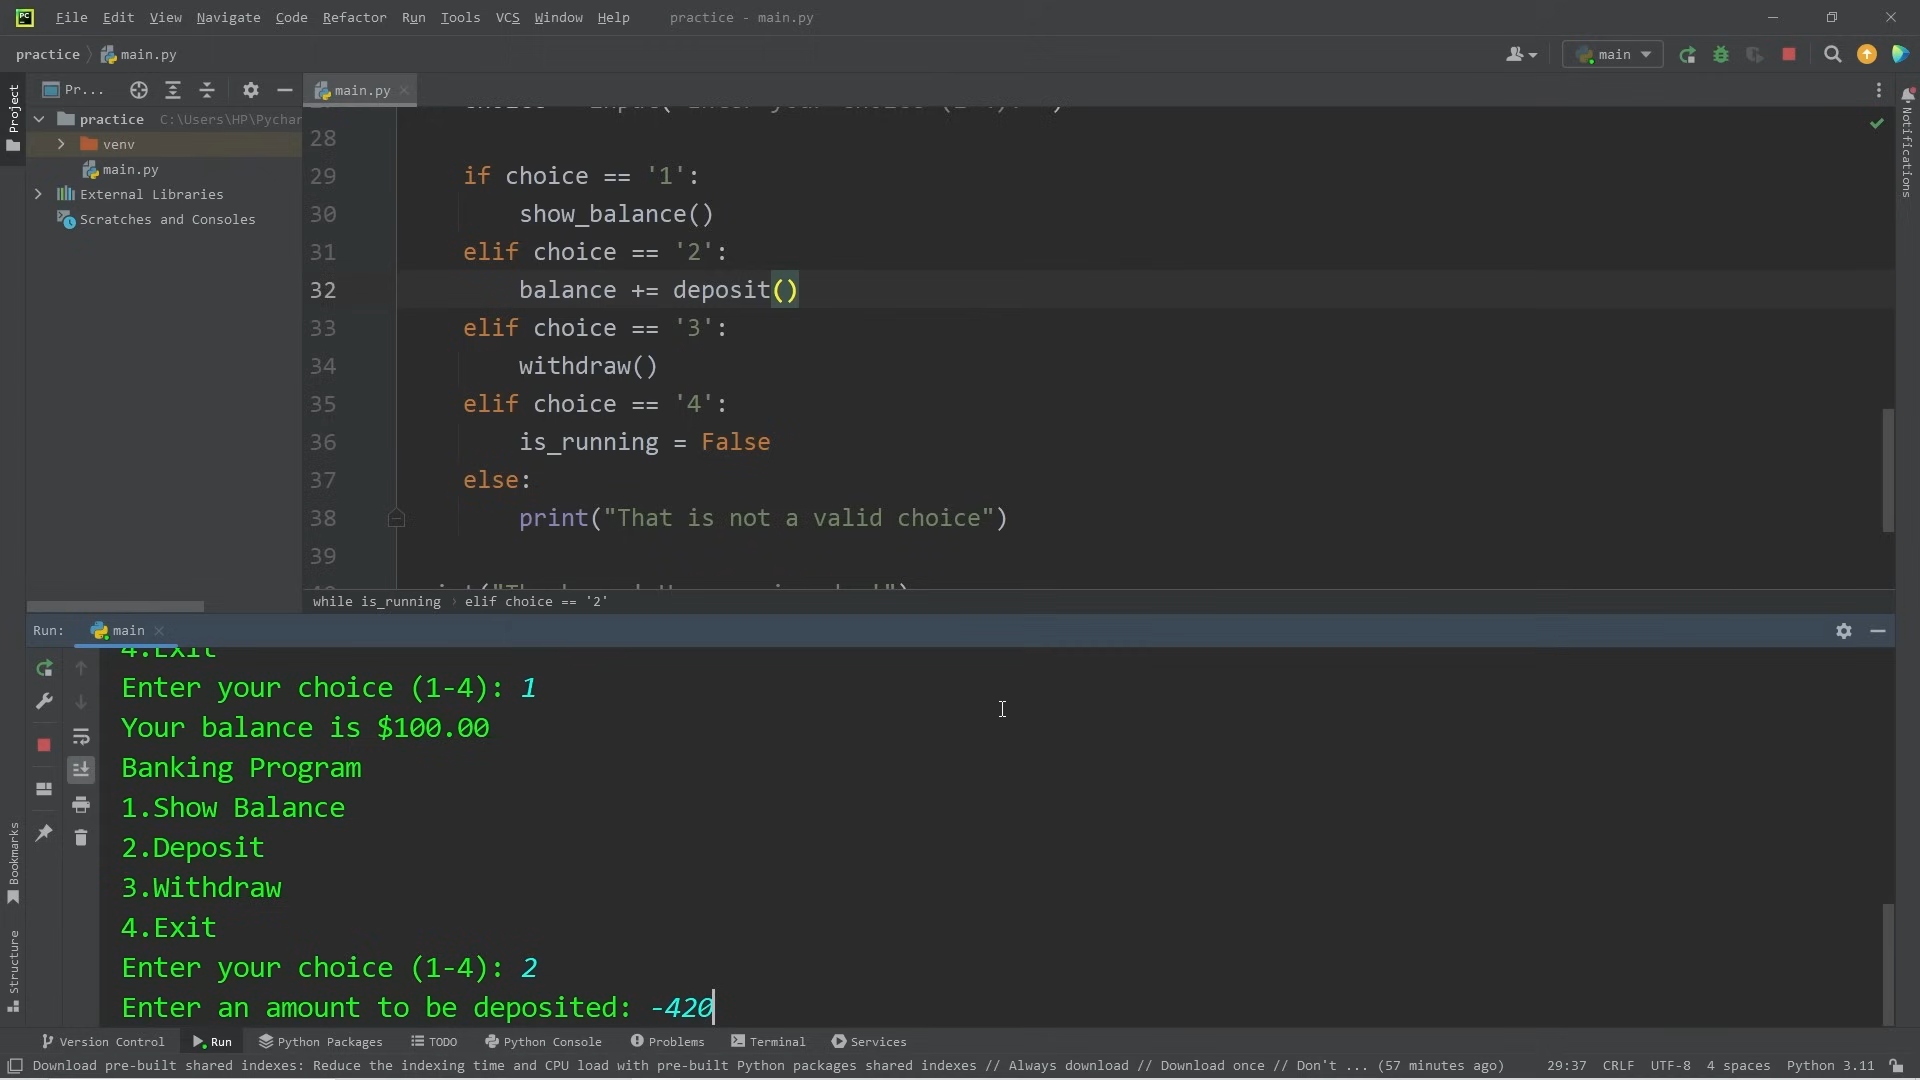 File Edit View Navigate Code Refactor Run Tools VCS Window Help practice - main.py
practice main.py main
Project Pr... main.py
practice C:\Users\HP\Pychar
venv
main.py
External Libraries
Scratches and Consoles
Notifications
28
29 if choice == '1':
30 show_balance()
31 elif choice == '2':
32 balance += deposit()
33 elif choice == '3':
34 withdraw()
35 elif choice == '4':
36 is_running = False
37 else:
38 print("That is not a valid choice")
39
while is_running elif choice == '2'
Run: main
4.Exit
Enter your choice (1-4): 1
Your balance is $100.00
Banking Program
1.Show Balance
2.Deposit
3.Withdraw
4.Exit
Enter your choice (1-4): 2
Enter an amount to be deposited: -420
Bookmarks
Structure
Version Control Run Python Packages TODO Python Console Problems Terminal Services
Download pre-built shared indexes: Reduce the indexing time and CPU load with pre-built Python packages shared indexes // Always download // Download once // Don't ... (57 minutes ago) 29:37 CRLF UTF-8 4 spaces Python 3.11